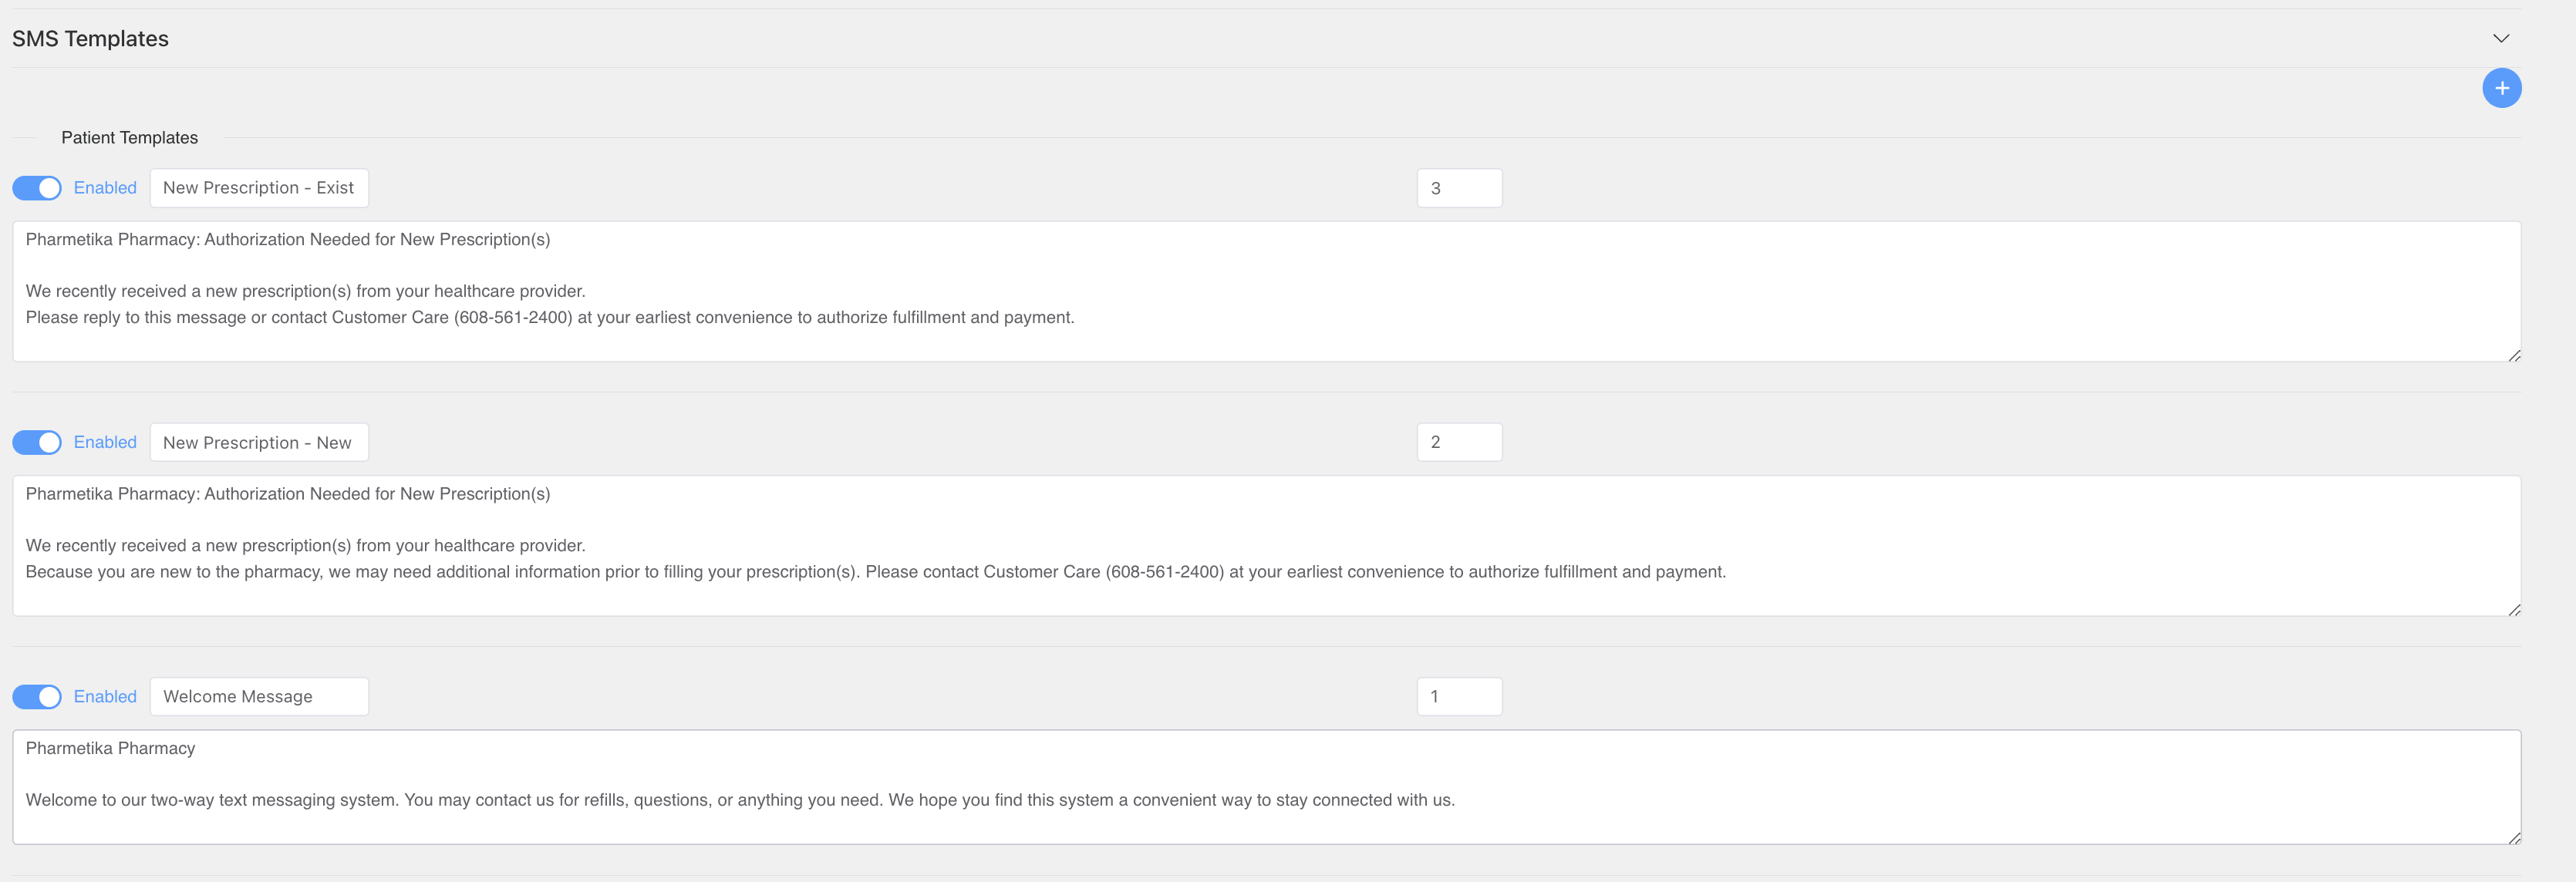 SMS Templates
+
Patient Templates
Enabled New Prescription - Exist 3
Pharmetika Pharmacy: Authorization Needed for New Prescription(s)
We recently received a new prescription(s) from your healthcare provider.
Please reply to this message or contact Customer Care (608-561-2400) at your earliest convenience to authorize fulfillment and payment.
Enabled New Prescription - New 2
Pharmetika Pharmacy: Authorization Needed for New Prescription(s)
We recently received a new prescription(s) from your healthcare provider.
Because you are new to the pharmacy, we may need additional information prior to filling your prescription(s). Please contact Customer Care (608-561-2400) at your earliest convenience to authorize fulfillment and payment.
Enabled Welcome Message 1
Pharmetika Pharmacy
Welcome to our two-way text messaging system. You may contact us for refills, questions, or anything you need. We hope you find this system a convenient way to stay connected with us.